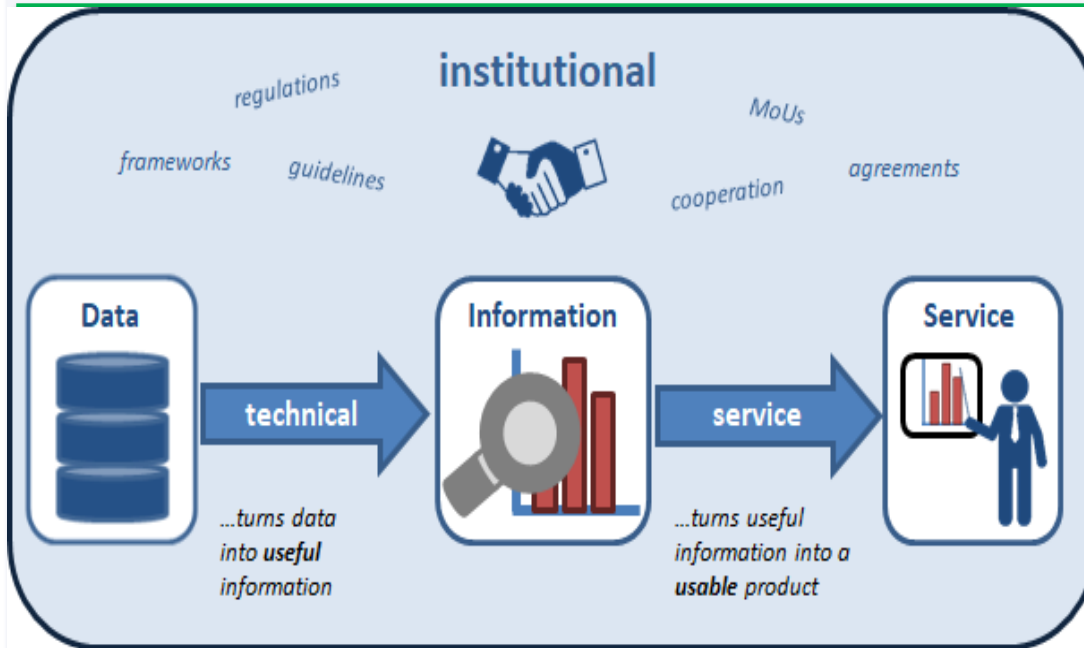 institutional
regulations
MoUs
frameworks
guidelines
cooperation
agreements
Data
Information
Service
technical
service
...turns data
into useful
information
...turns useful
information into a
usable product